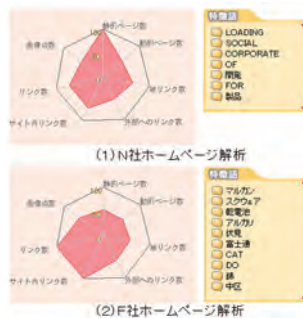 静的ページ数
100
動的ページ数
被リンク数
外部へのリンク数
サイト内リンク数
リンク数
画像点数
特徴語
LOADING
SOCIAL
CORPORATE
OF
開発
FOR
製品
(1)N社ホームページ解析
静的ページ数
100
動的ページ数
被リンク数
外部へのリンク数
サイト内リンク数
リンク数
画像点数
特徴語
マルカン
スクウェア
乾電池
アルカリ
伏見
富士通
CAT
DO
中区
(2)F社ホームページ解析